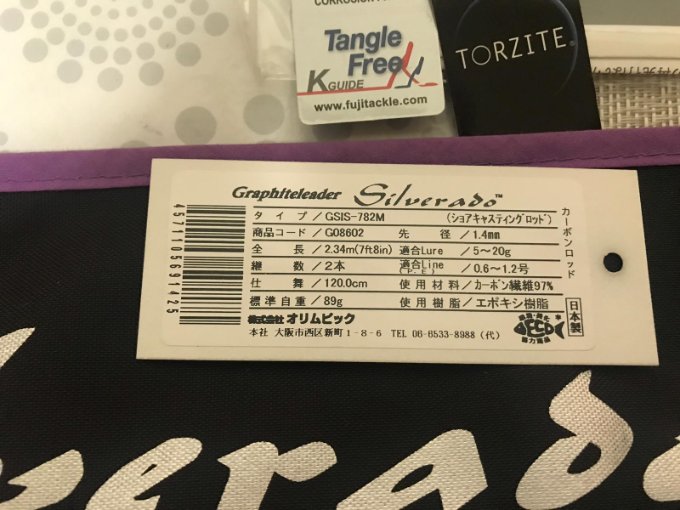 CORROSION
Tangle
Free
K GUIDE
www.fujitackle.com
TORZITE®
Graphiteleader Silverado™
タイプ/GSIS-782M (ショアキャスティングロッド)
商品コード/G08602 先径/1.4mm
全長/2.34m(7ft8in) 適合Lure/5～20g
継数/2本 適合Line(P.E)/0.6～1.2号
仕舞/120.0cm 使用材料/カーボン繊維97%
標準自重/89g 使用樹脂/エポキシ樹脂
株式会社 オリムピック
本社 大阪市西区新町1-8-6 TEL 06-6533-8988(代)
カーボンロッド
日本製
4571105691425
verado